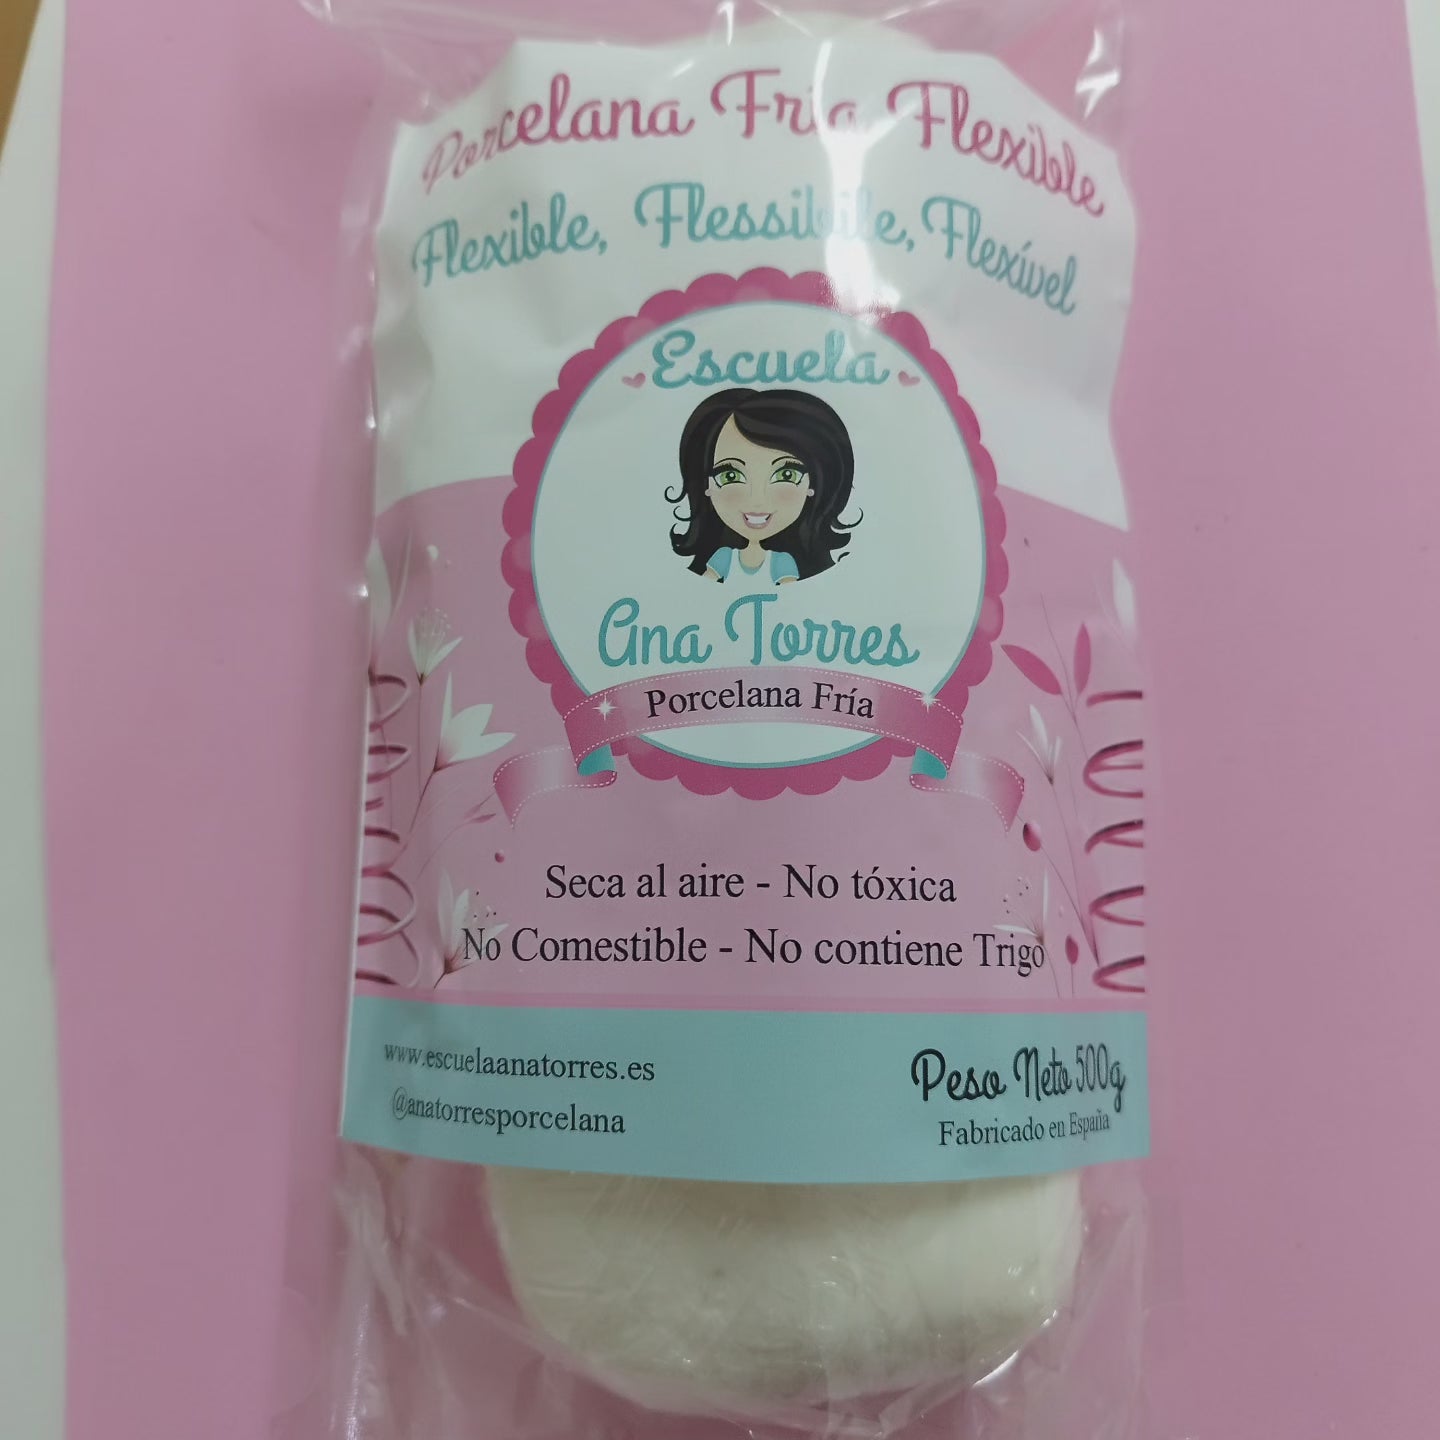 Porcelana Fría Flexible
Flexible, Flessibile, Flexível
Escuela
Ana Torres
Porcelana Fría
Seca al aire - No tóxica
No Comestible - No contiene Trigo
www.escuelaanatorres.es
@anatorresporcelana
Peso Neto 500g
Fabricado en España